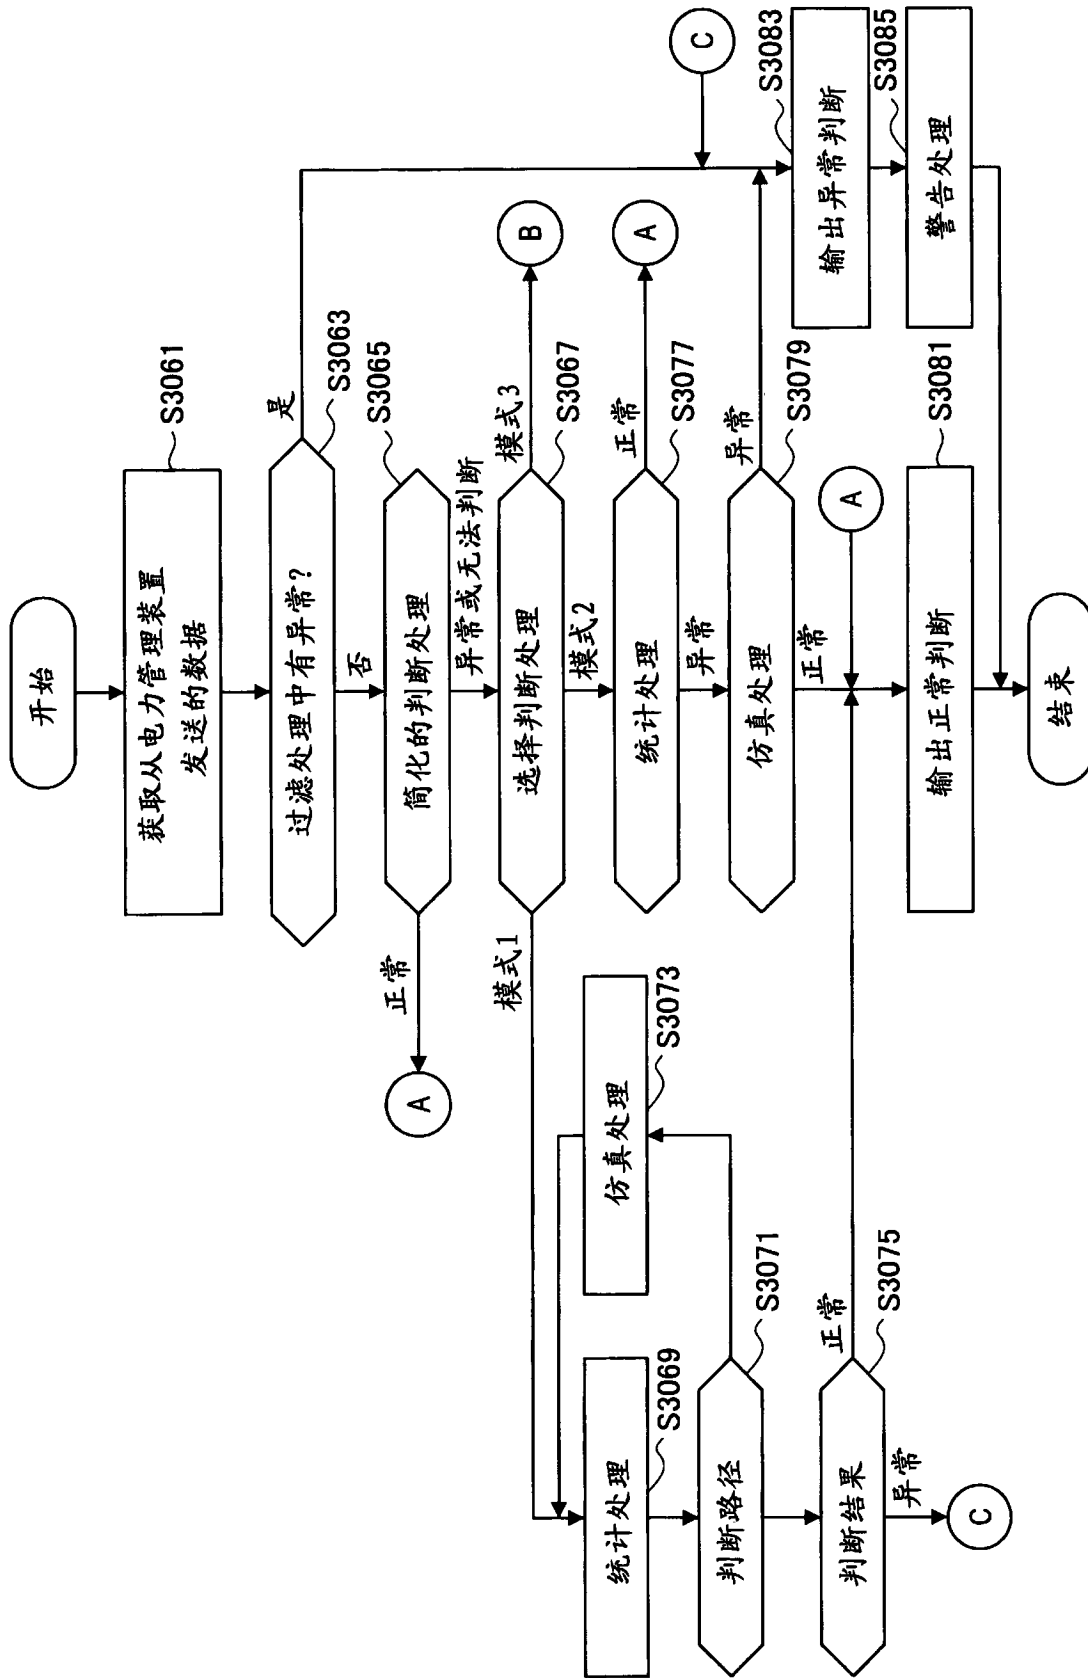 开始
获取从电力管理装置
发送的数据
S3061
过滤处理中有异常?
S3063
是
否
简化的判断处理
S3065
正常
A
异常或无法判断
选择判断处理
S3067
模式1
模式2
模式3
B
统计处理
S3077
正常
A
异常
仿真处理
S3079
异常
正常
A
C
统计处理
S3069
仿真处理
S3073
判断路径
S3071
判断结果
S3075
正常
异常
C
输出正常判断
S3081
输出异常判断
S3083
警告处理
S3085
结束